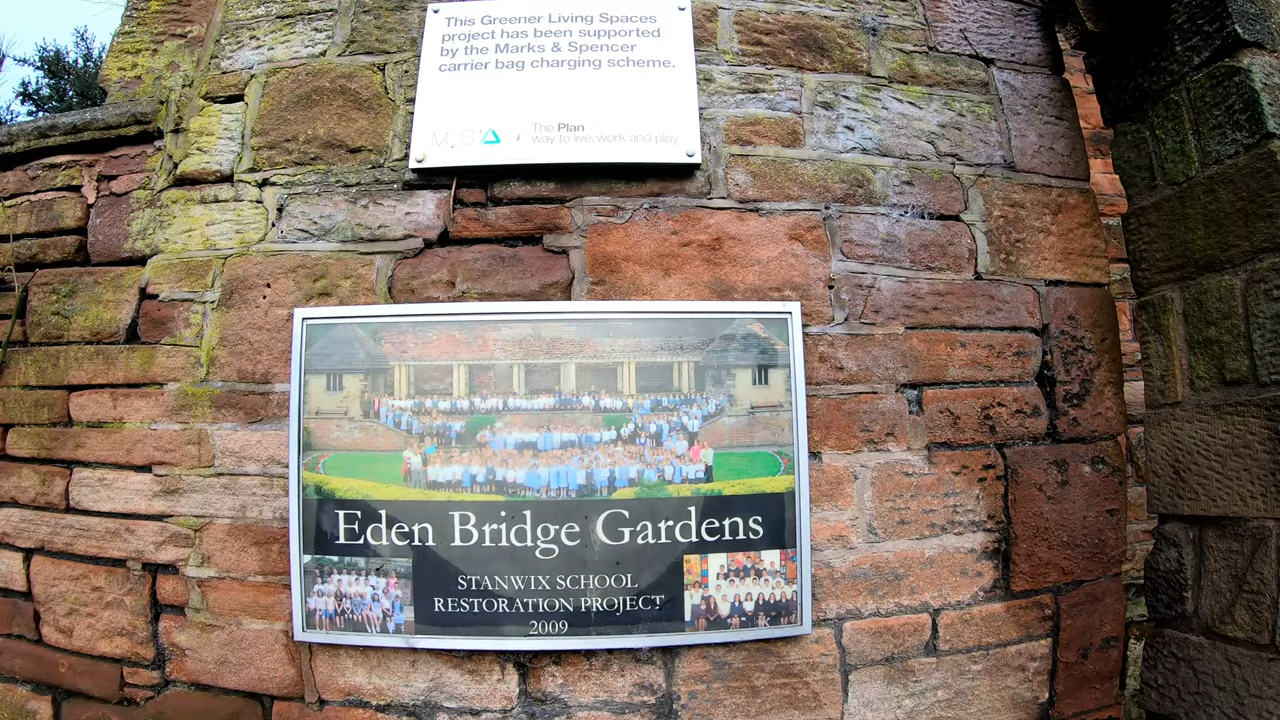 This Greener Living Spaces
project has been supported
by the Marks & Spencer
carrier bag charging scheme.
M&S
The Plan
way to live, work and play
Eden Bridge Gardens
STANWIX SCHOOL
RESTORATION PROJECT
2009